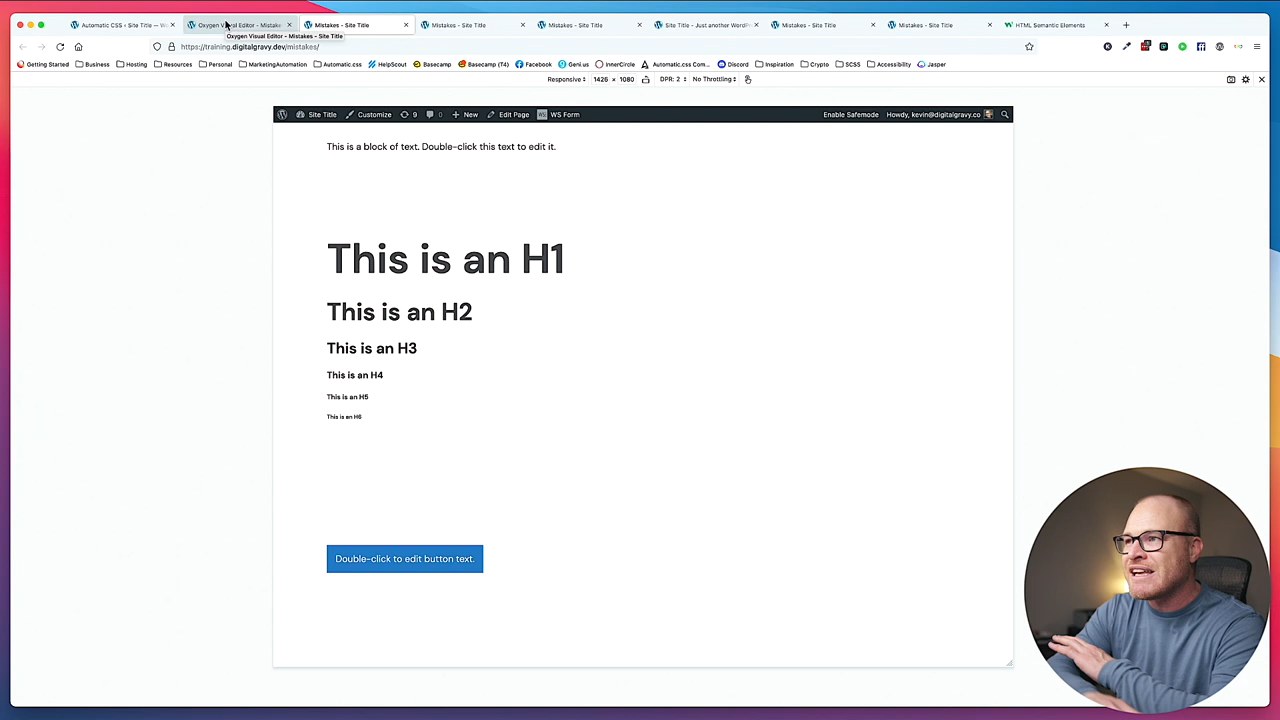 Automatic CSS ‹ Site Title — W
Oxygen Visual Editor - Mistake
Mistakes - Site Title
Mistakes - Site Title
Mistakes - Site Title
Site Title - Just another WordPr
Mistakes - Site Title
Mistakes - Site Title
HTML Semantic Elements
Oxygen Visual Editor - Mistakes - Site Title
https://training.digitalgravy.dev/mistakes/
Getting Started Business Hosting Resources Personal MarketingAutomation Automatic.css HelpScout Basecamp Basecamp (T4) Facebook Geni.us InnerCircle Automatic.css Com... Discord Inspiration Crypto SCSS Accessibility Jasper
Responsive 1426 × 1080 DPR: 2 No Throttling
Site Title Customize 9 0 New Edit Page WS Form Enable Safemode Howdy, kevin@digitalgravy.co
This is a block of text. Double-click this text to edit it.
This is an H1
This is an H2
This is an H3
This is an H4
This is an H5
This is an H6
Double-click to edit button text.